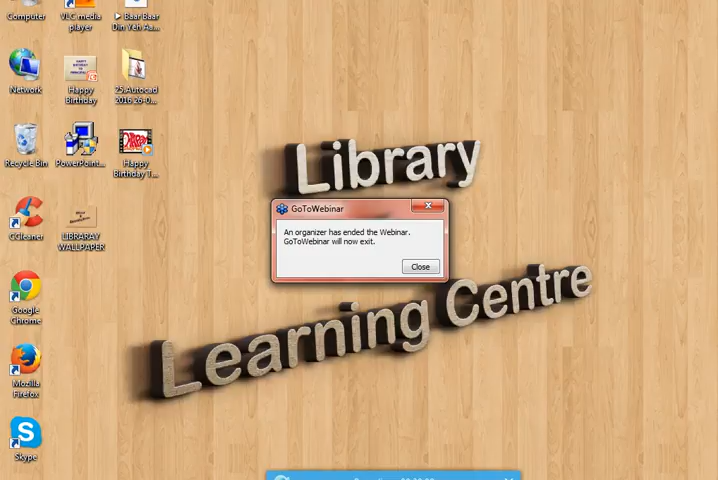 Computer
VLC media
player
Baar Baar
Din Yeh Aa...
Network
Happy
Birthday
25.Autocad
2016 26-0...
Recycle Bin
PowerPoint...
Happy
Birthday T...
CCleaner
LIBRARAY
WALLPAPER
Google
Chrome
Mozilla
Firefox
Skype
Library
Learning Centre
GoToWebinar
An organizer has ended the Webinar.
GoToWebinar will now exit.
Close